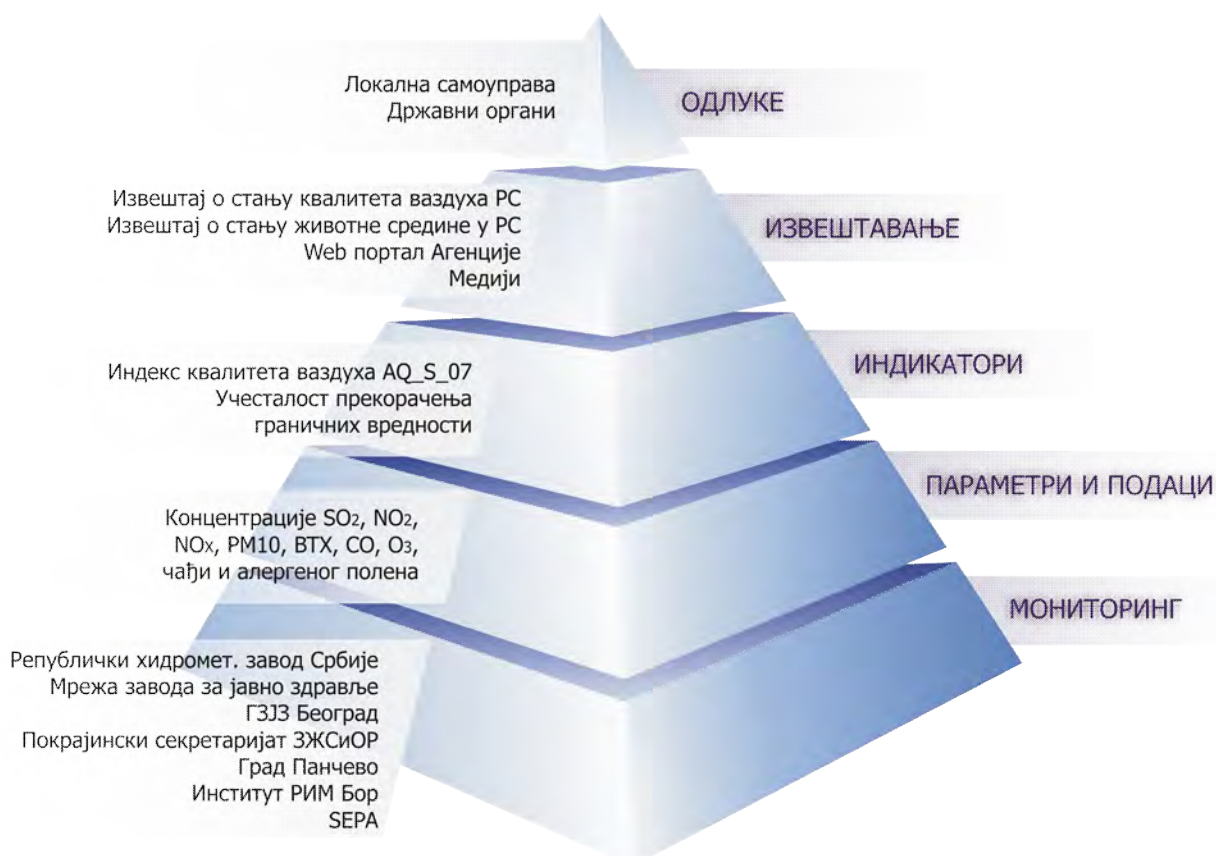 Локална самоуправа
Државни органи
ОДЛУКЕ
Извештај о стању квалитета ваздуха РС
Извештај о стању животне средине у РС
Web портал Агенције
Медији
ИЗВЕШТАВАЊЕ
Индекс квалитета ваздуха AQ_S_07
Учесталост прекорачења
граничних вредности
ИНДИКАТОРИ
Концентрације SO2, NO2,
NOx, PM10, BTX, CO, O3,
чађи и алергеног полена
ПАРАМЕТРИ И ПОДАЦИ
Републички хидромет. завод Србије
Мрежа завода за јавно здравље
ГЗЈЗ Београд
Покрајински секретаријат ЗЖСиОР
Град Панчево
Институт РИМ Бор
SEPA
МОНИТОРИНГ